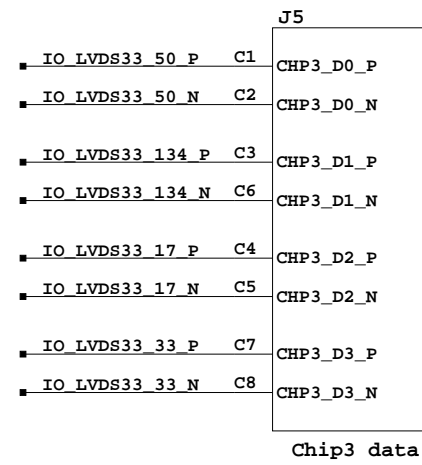 J5
IO_LVDS33_50_P C1 CHP3_D0_P
IO_LVDS33_50_N C2 CHP3_D0_N
IO_LVDS33_134_P C3 CHP3_D1_P
IO_LVDS33_134_N C6 CHP3_D1_N
IO_LVDS33_17_P C4 CHP3_D2_P
IO_LVDS33_17_N C5 CHP3_D2_N
IO_LVDS33_33_P C7 CHP3_D3_P
IO_LVDS33_33_N C8 CHP3_D3_N
Chip3 data